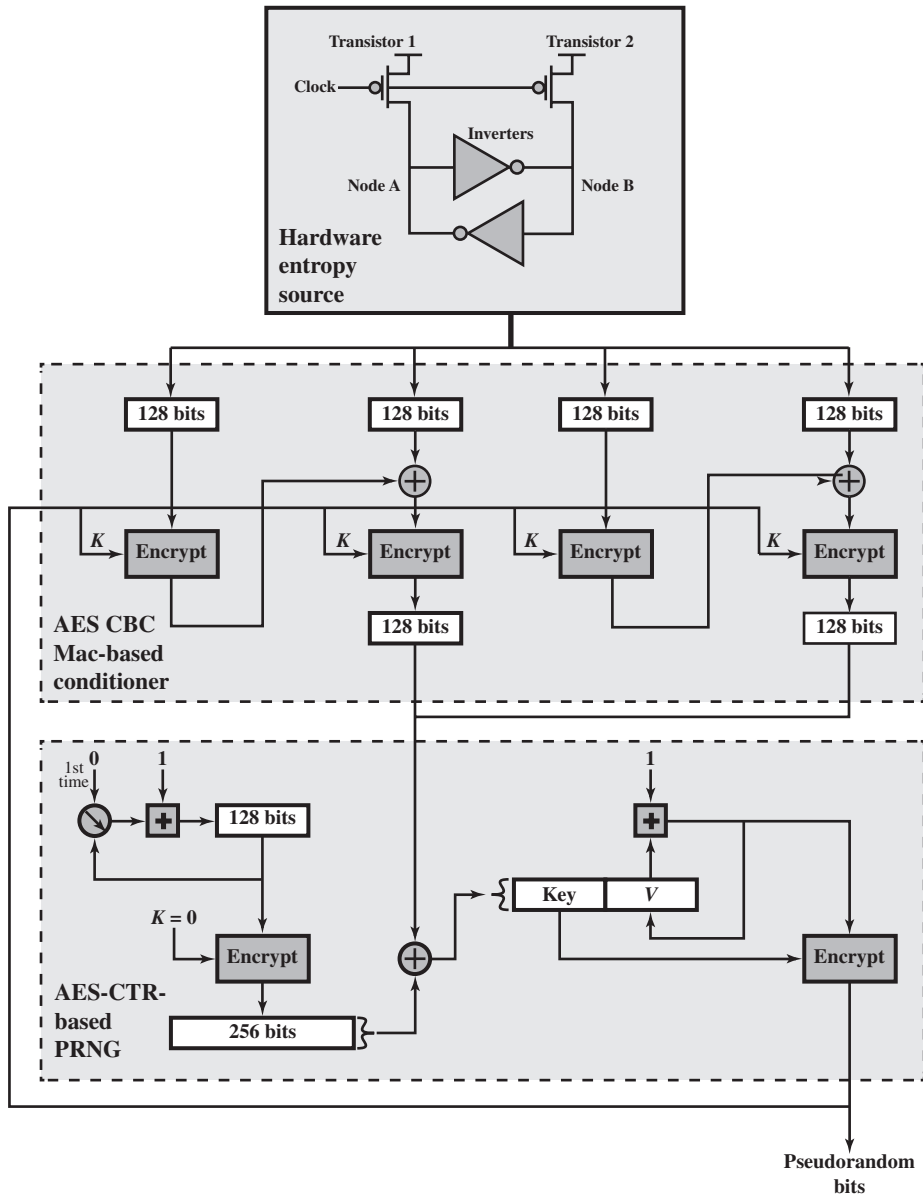 Transistor 1
Transistor 2
Clock
Inverters
Node A
Node B
Hardware
entropy
source
128 bits
128 bits
128 bits
128 bits
K
Encrypt
K
Encrypt
K
Encrypt
K
Encrypt
128 bits
128 bits
AES CBC
Mac-based
conditioner
1st
time
0
1
1
128 bits
Key
V
K = 0
Encrypt
Encrypt
AES-CTR-
based
PRNG
256 bits
Pseudorandom
bits